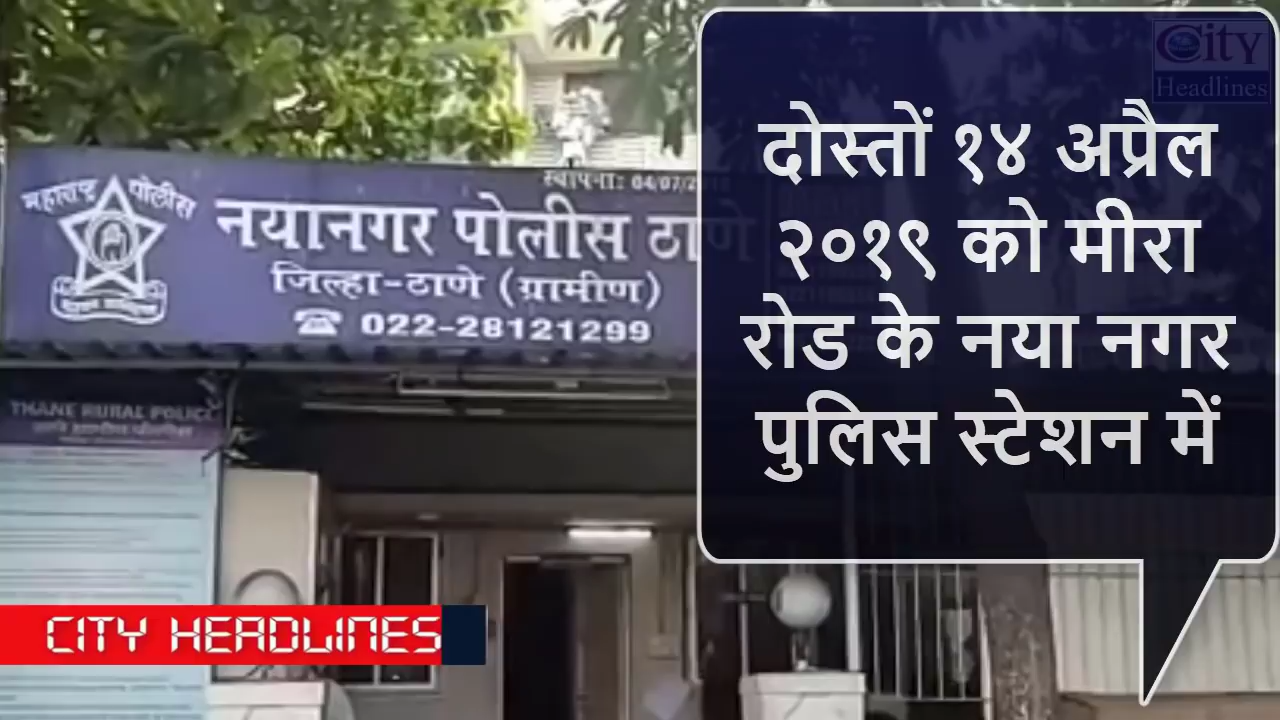 City
Headlines
दोस्तों १४ अप्रैल
२०१९ को मीरा
रोड के नया नगर
पुलिस स्टेशन में
स्थापना: 04/07/2
महाराष्ट्र पोलीस
नयानगर पोलीस ठाणे
जिल्हा-ठाणे (ग्रामीण)
☎ 022-28121299
THANE RURAL POLICE
CITY HEADLINES